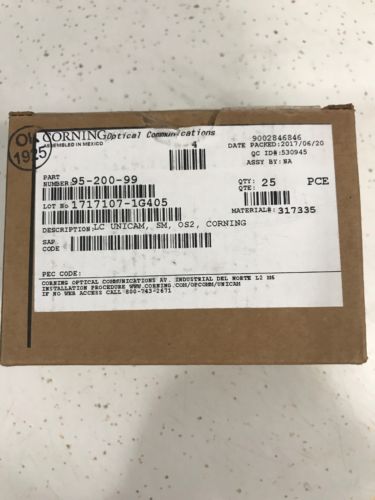 OK
1925
CORNING Optical Communications
ASSEMBLED IN MEXICO
4
9002846846
DATE PACKED:2017/06/20
QC ID#:530945
ASSY BY:NA
PART
NUMBER: 95-200-99
QTY: 25 PCE
QTE:
LOT No 1717107-1G405
MATERIAL#: 317335
DESCRIPTION: LC UNICAM, SM, OS2, CORNING
SAP
CODE
PEC CODE:
CORNING OPTICAL COMMUNICATIONS AV. INDUSTRIAL DEL NORTE L2 M6
INSTALLATION PROCEDURE WWW.CORNING.COM/OPCOMM/UNICAM
IF NO WEB ACCESS CALL 800-743-2671